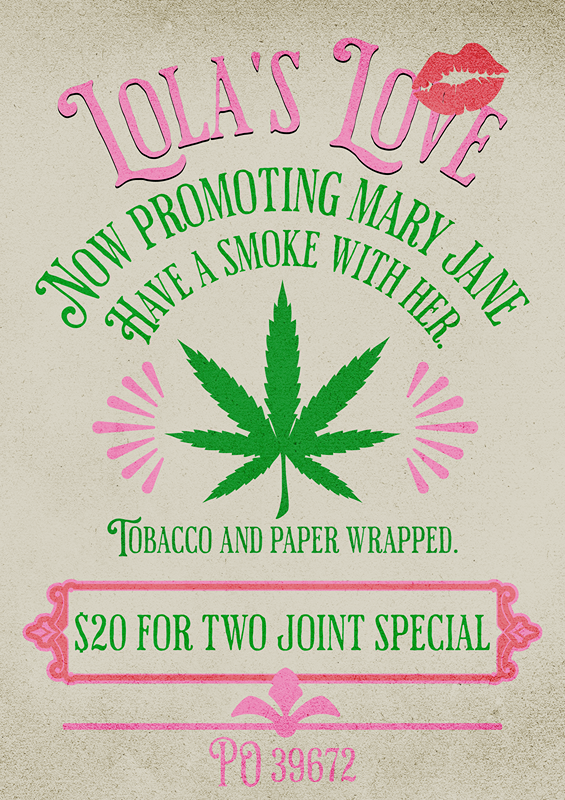 Lola's Love
Now promoting Mary Jane
Have a smoke with her.
Tobacco and paper wrapped.
$20 for two joint special
PO 39672